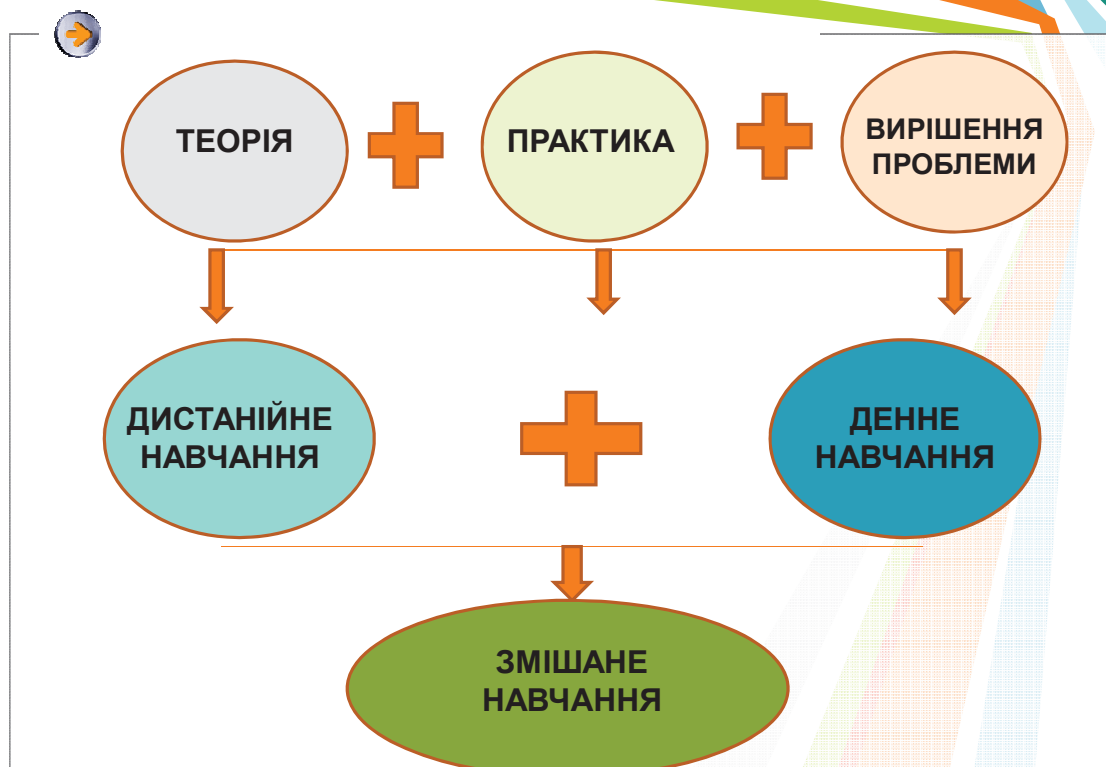 ТЕОРІЯ
ПРАКТИКА
ВИРІШЕННЯ
ПРОБЛЕМИ
ДИСТАНІЙНЕ
НАВЧАННЯ
ДЕННЕ
НАВЧАННЯ
ЗМІШАНЕ
НАВЧАННЯ